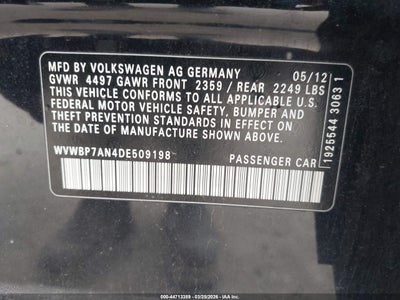 MFD BY VOLKSWAGEN AG GERMANY 05/12
GVWR 4497 GAWR FRONT 2359 / REAR 2249 LBS
THIS VEHICLE CONFORMS TO ALL APPLICABLE U.S.
FEDERAL MOTOR VEHICLE SAFETY, BUMPER AND
THEFT PREVENTION STANDARDS IN EFFECT ON THE
DATE OF MANUFACTURE SHOWN ABOVE.
WVWBP7AN4DE509198 PASSENGER CAR
1925544 3063 1
000-44713389 - 03/20/2026 - IAA Inc.